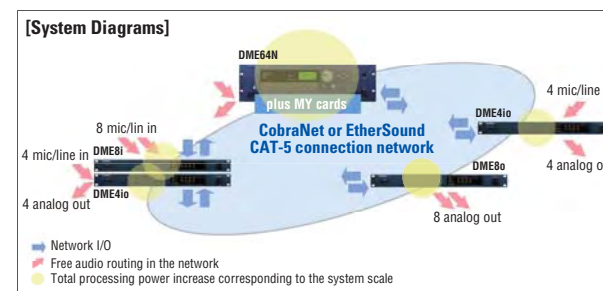 [System Diagrams]
DME64N
plus MY cards
CobraNet or EtherSound
CAT-5 connection network
8 mic/lin in
4 mic/line in
DME8i
DME4io
4 analog out
4 mic/line
DME4io
4 analog o
DME8o
8 analog out
Network I/O
Free audio routing in the network
Total processing power increase corresponding to the system scale